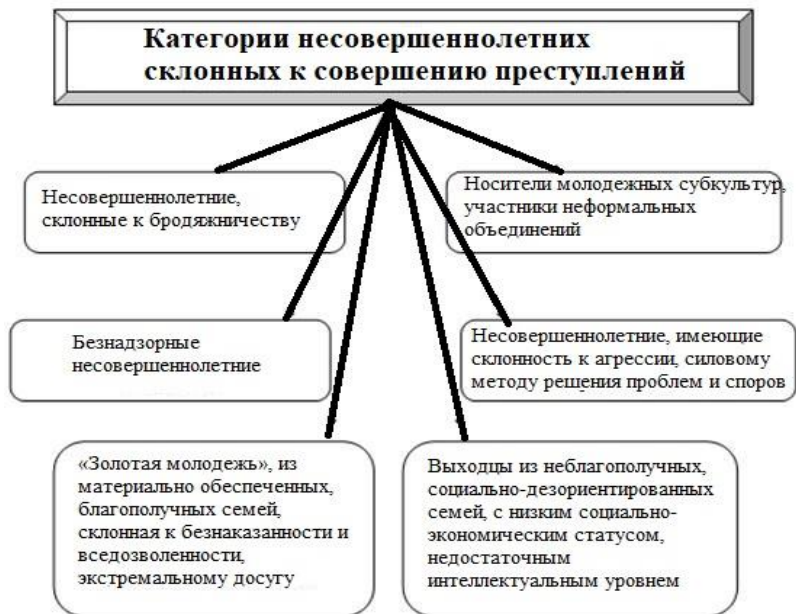 Категории несовершеннолетних
склонных к совершению преступлений
Несовершеннолетние,
склонные к бродяжничеству
Носители молодежных субкультур,
участники неформальных
объединений
Безнадзорные
несовершеннолетние
Несовершеннолетние, имеющие
склонность к агрессии, силовому
методу решения проблем и споров
«Золотая молодежь», из
материально обеспеченных,
благополучных семей,
склонная к безнаказанности и
вседозволенности,
экстремальному досугу
Выходцы из неблагополучных,
социально-дезориентированных
семей, с низким социально-
экономическим статусом,
недостаточным
интеллектуальным уровнем